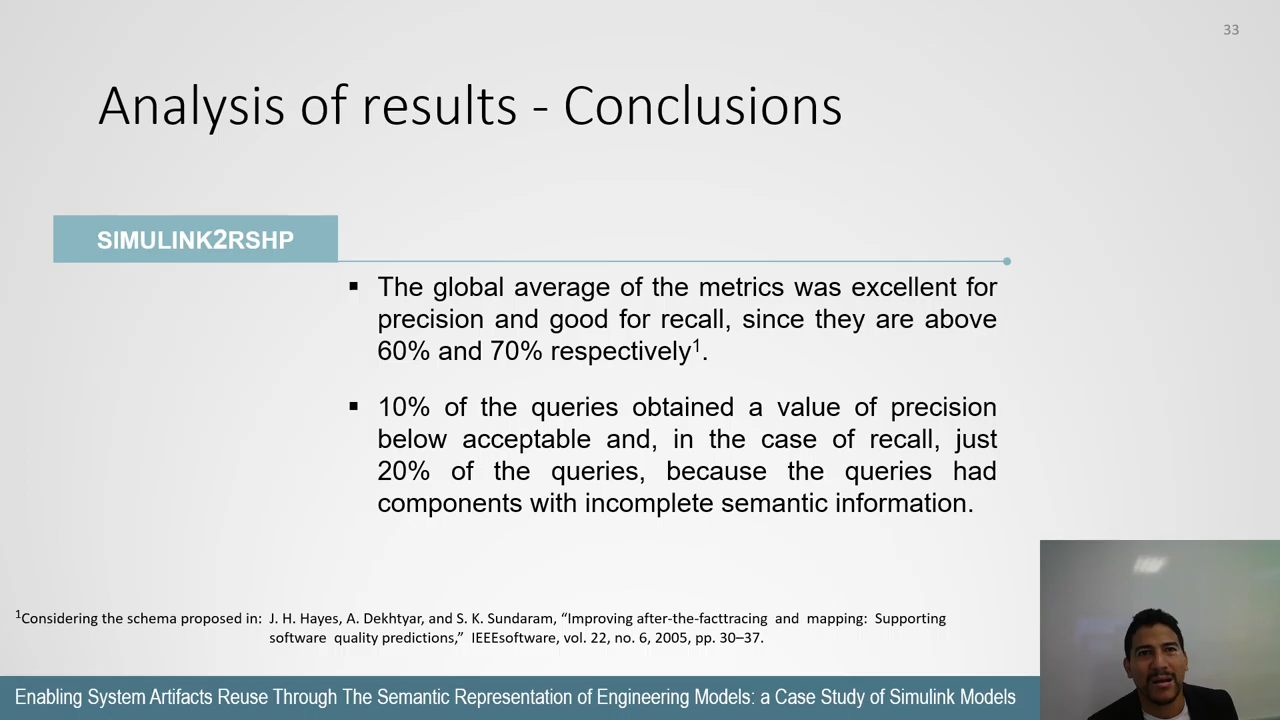 33
Analysis of results - Conclusions
SIMULINK2RSHP
▪ The global average of the metrics was excellent for
precision and good for recall, since they are above
60% and 70% respectively¹.
▪ 10% of the queries obtained a value of precision
below acceptable and, in the case of recall, just
20% of the queries, because the queries had
components with incomplete semantic information.
¹Considering the schema proposed in: J. H. Hayes, A. Dekhtyar, and S. K. Sundaram, “Improving after-the-facttracing and mapping: Supporting
software quality predictions,” IEEEsoftware, vol. 22, no. 6, 2005, pp. 30–37.
Enabling System Artifacts Reuse Through The Semantic Representation of Engineering Models: a Case Study of Simulink Models